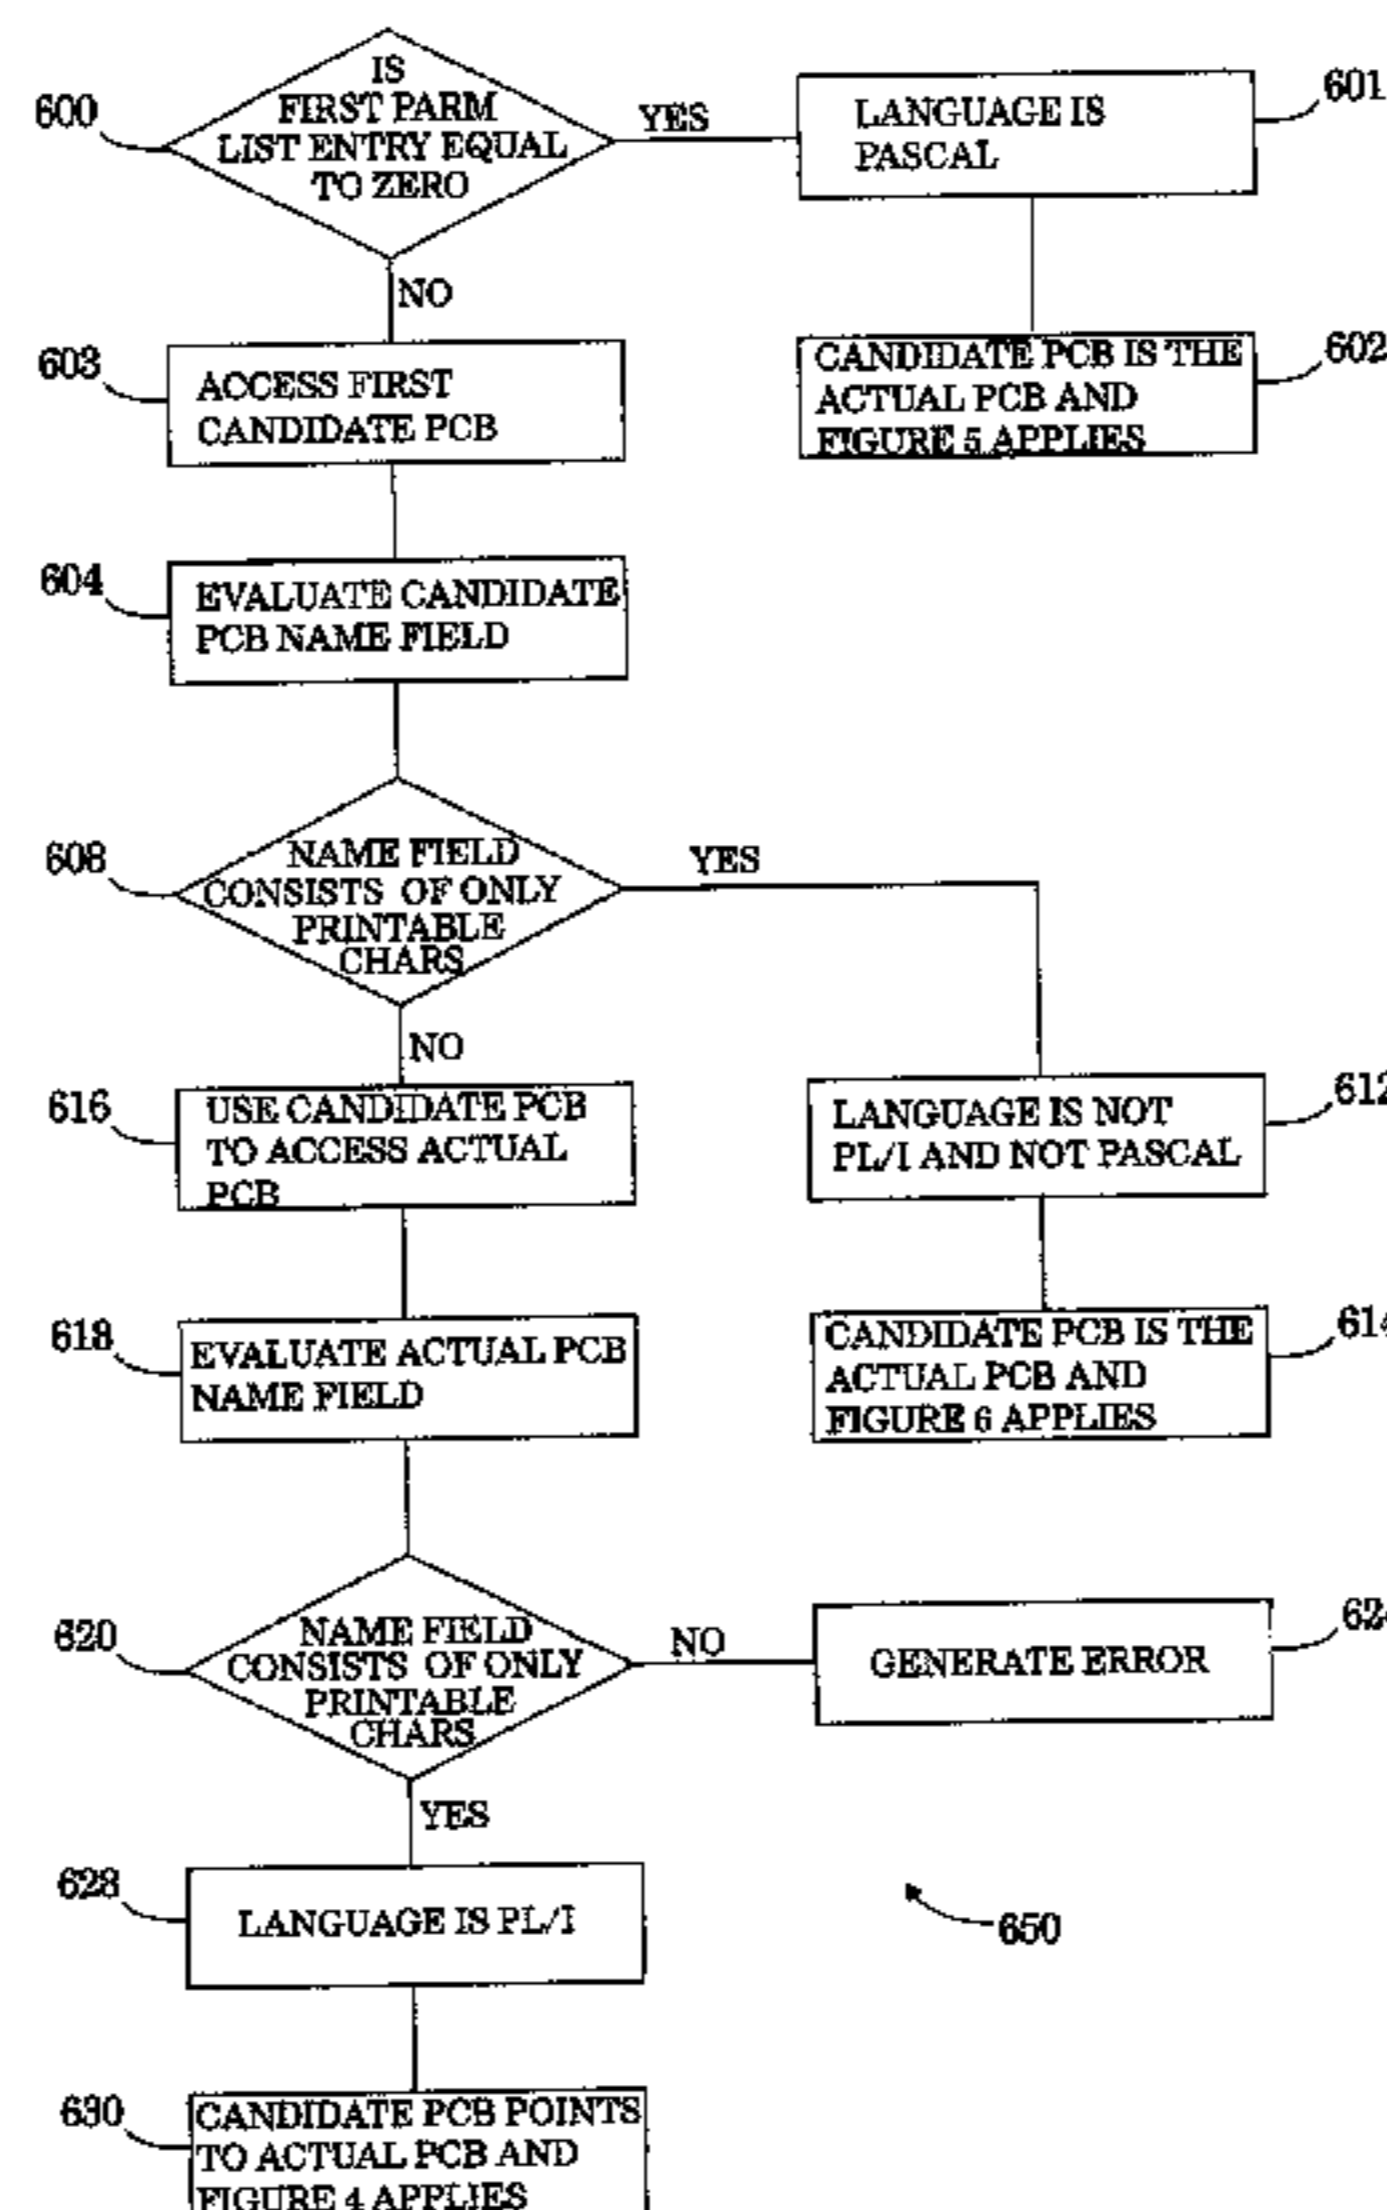 IS
FIRST PARM
LIST ENTRY EQUAL
TO ZERO
600
YES
LANGUAGE IS
PASCAL
601
NO
603
ACCESS FIRST
CANDIDATE PCB
CANDIDATE PCB IS THE
ACTUAL PCB AND
FIGURE 5 APPLIES
602
604
EVALUATE CANDIDATE
PCB NAME FIELD
608
NAME FIELD
CONSISTS OF ONLY
PRINTABLE
CHARS
YES
NO
616
USE CANDIDATE PCB
TO ACCESS ACTUAL
PCB
LANGUAGE IS NOT
PL/I AND NOT PASCAL
612
618
EVALUATE ACTUAL PCB
NAME FIELD
CANDIDATE PCB IS THE
ACTUAL PCB AND
FIGURE 6 APPLIES
614
620
NAME FIELD
CONSISTS OF ONLY
PRINTABLE
CHARS
NO
GENERATE ERROR
YES
628
LANGUAGE IS PL/I
650
630
CANDIDATE PCB POINTS
TO ACTUAL PCB AND
FIGURE 4 APPLIES